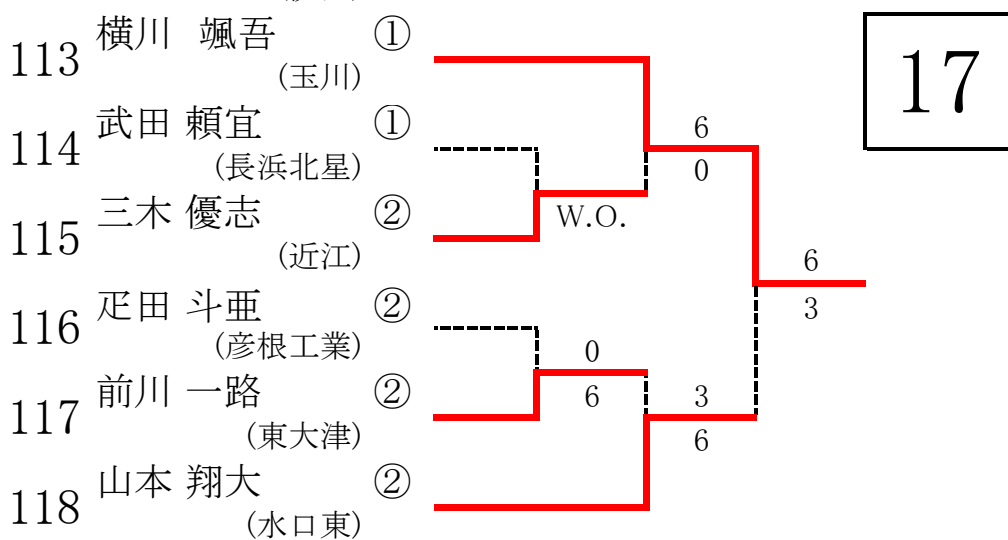 横川 颯吾 ①
113
(玉川)
17
武田 頼宜 ①
114
(長浜北星)
6
0
三木 優志 ②
115
(近江)
W.O.
6
3
疋田 斗亜 ②
116
(彦根工業)
0
6
前川 一路 ②
117
(東大津)
3
6
山本 翔大 ②
118
(水口東)